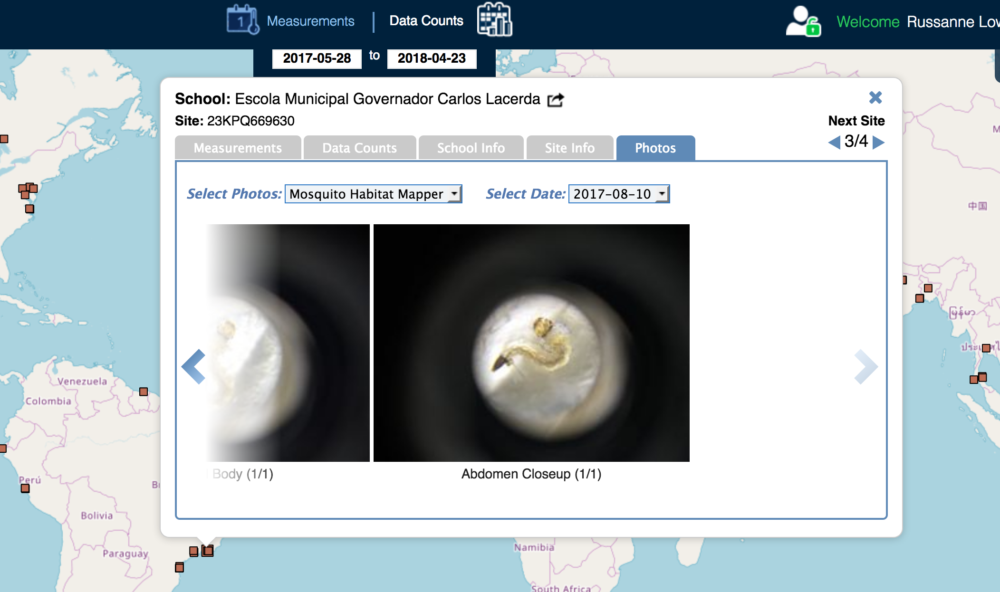 1 Measurements | Data Counts
Welcome Russanne Lov
2017-05-28 to 2018-04-23
School: Escola Municipal Governador Carlos Lacerda
Site: 23KPQ669630
Next Site
3/4
Measurements Data Counts School Info Site Info Photos
Select Photos: Mosquito Habitat Mapper Select Date: 2017-08-10
Body (1/1)
Abdomen Closeup (1/1)
M
中国
မြန်မာ
Venezuela
Colombia
Perú
Bolivia
Paraguay
Namibia
South Africa